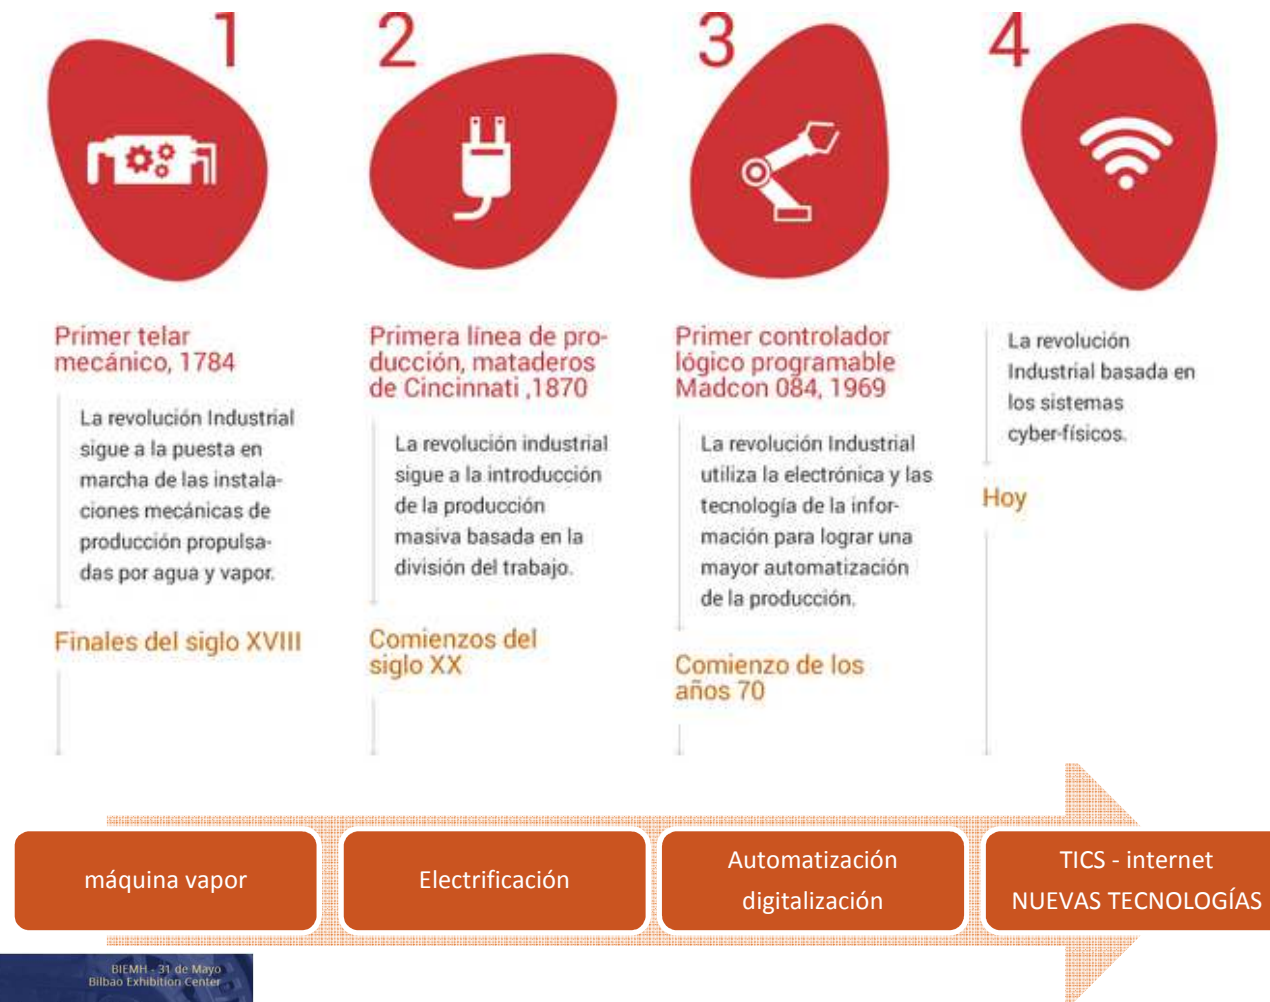 1
Primer telar
mecánico, 1784
La revolución Industrial
sigue a la puesta en
marcha de las instala-
ciones mecánicas de
producción propulsa-
das por agua y vapor.
Finales del siglo XVIII
2
Primera línea de pro-
ducción, mataderos
de Cincinnati ,1870
La revolución industrial
sigue a la introducción
de la producción
masiva basada en la
división del trabajo.
Comienzos del
siglo XX
3
Primer controlador
lógico programable
Madcon 084, 1969
La revolución Industrial
utiliza la electrónica y las
tecnología de la infor-
mación para lograr una
mayor automatización
de la producción.
Comienzo de los
años 70
4
La revolución
Industrial basada en
los sistemas
cyber-físicos.
Hoy
máquina vapor
Electrificación
Automatización
digitalización
TICS - internet
NUEVAS TECNOLOGÍAS
BIEMH - 31 de Mayo
Bilbao Exhibition Center